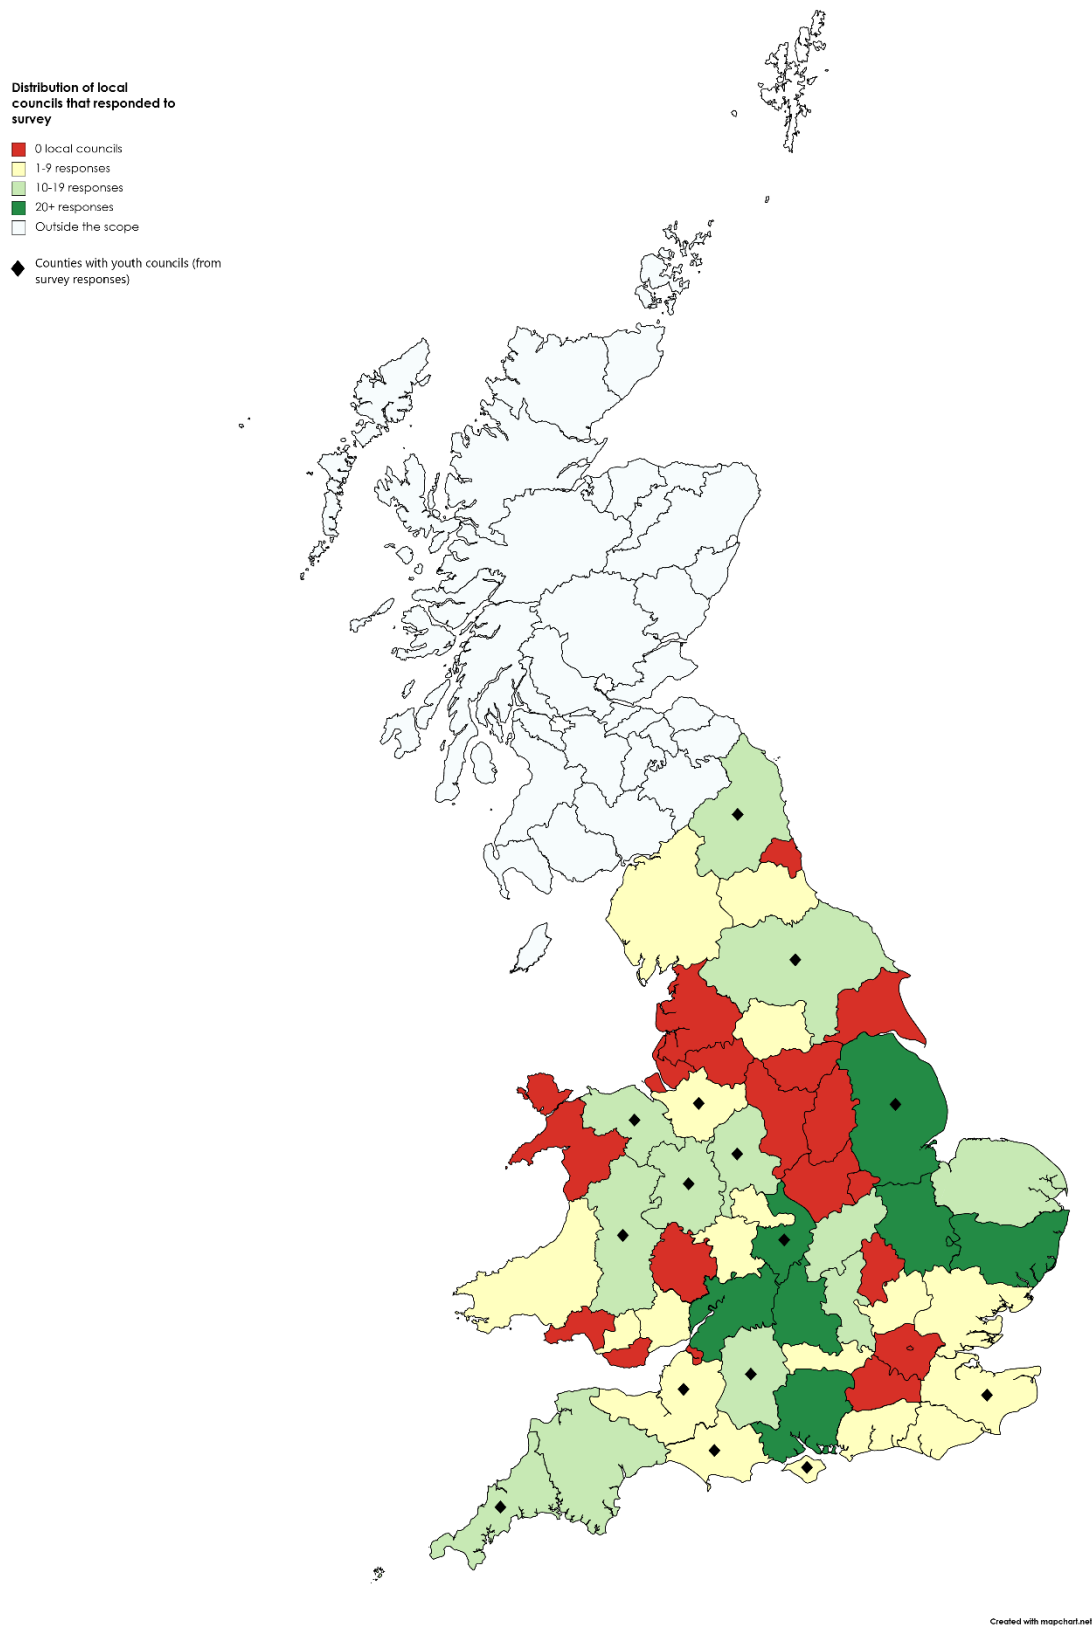 Distribution of local
councils that responded to
survey
0 local councils
1-9 responses
10-19 responses
20+ responses
Outside the scope
Counties with youth councils (from
survey responses)
Created with mapchart.net